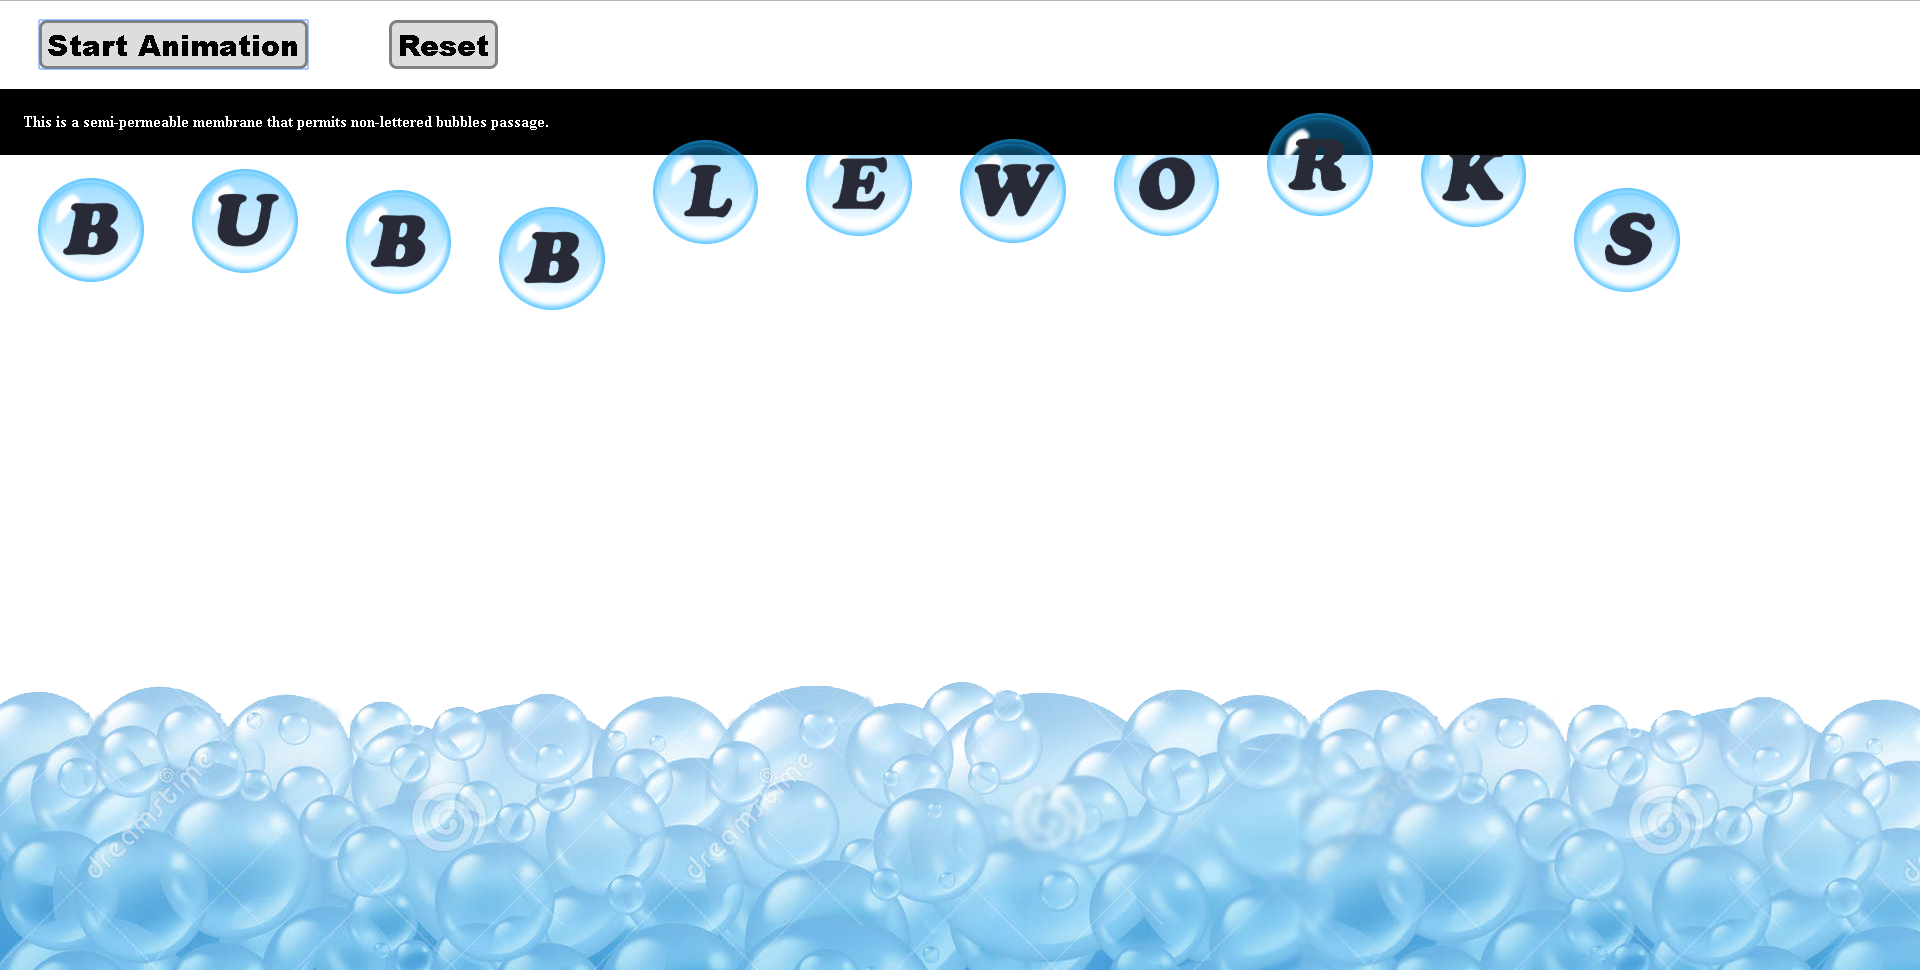 Start Animation Reset
This is a semi-permeable membrane that permits non-lettered bubbles passage.
B U B B L E W O R K S
dreamstime
dreamstime